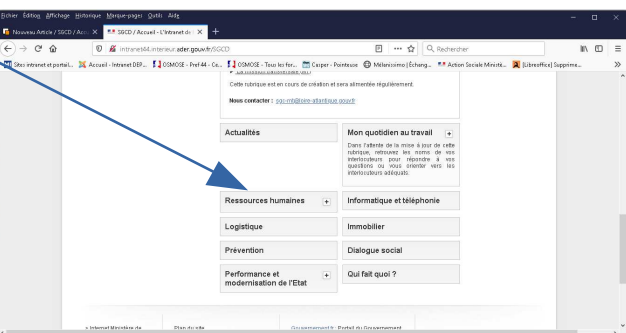 Fichier Édition Affichage Historique Marque-pages Outils Aide
Nouveau Article / SGCD / Accu
SGCD / Accueil - L'Intranet de
intranet44.interieur.ader.gouv.fr/SGCD
Rechercher
Sites intranet et portail...
Accueil - Intranet DEP...
OSMOSE - Pref 44 - Ce...
OSMOSE - Tous les for...
Casper - Pointeuse
Mélanissimo | Échang...
Action Sociale Ministè...
[Libreoffice] Supprime...
Cette rubrique est en cours de création et sera alimentée régulièrement.
Nous contacter :
Actualités
Mon quotidien au travail
Dans l'attente de la mise à jour de cette
rubrique, retrouvez les noms de vos
interlocuteurs pour répondre à vos
questions ou vous orienter vers les
interlocuteurs adéquats.
Ressources humaines
Informatique et téléphonie
Logistique
Immobilier
Prévention
Dialogue social
Performance et
modernisation de l'Etat
Qui fait quoi ?
> Internet Ministère de
Plan du site
Gouvernement.fr : Portail du Gouvernement